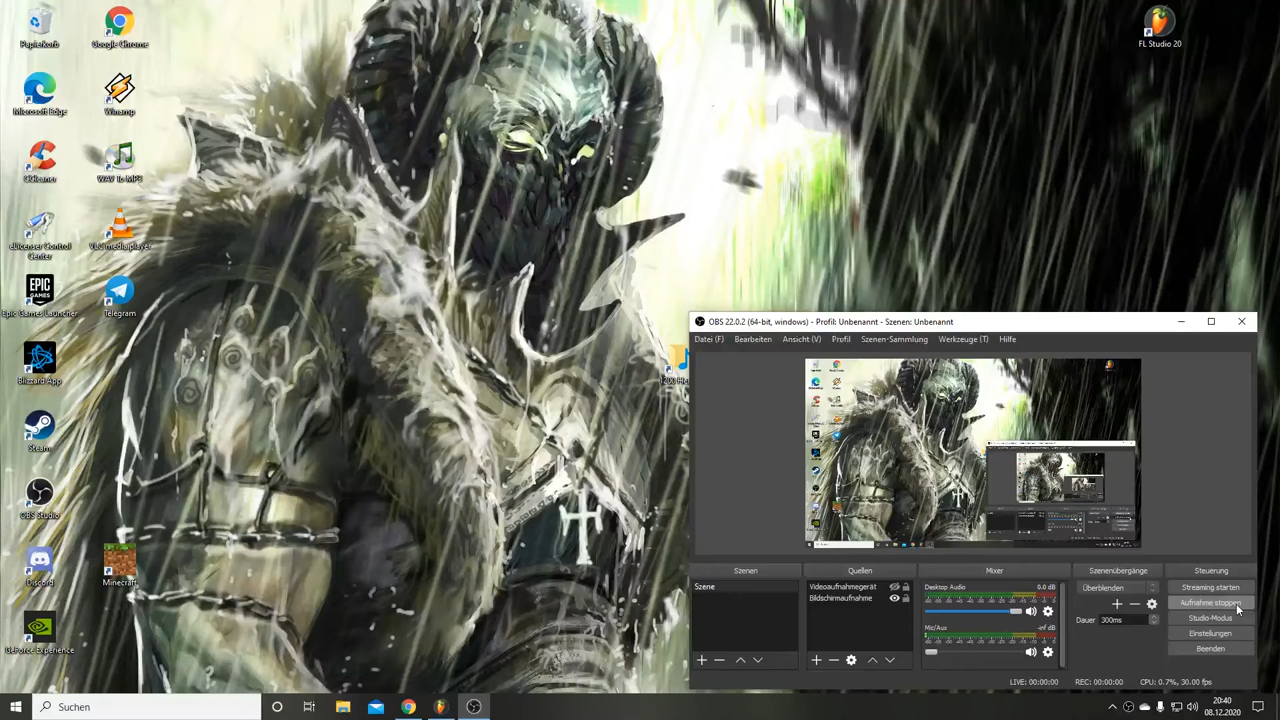 Papierkorb
Google Chrome
FL Studio 20
Microsoft Edge
Winamp
CCleaner
WAV To MP3
eLicenser Control
Center
VLC media player
EPIC
GAMES
Epic Games Launcher
Telegram
Blizzard App
Steam
OBS Studio
Discord
Minecraft
GeForce Experience
OBS 22.0.2 (64-bit, windows) - Profil: Unbenannt - Szenen: Unbenannt
Datei (F)
Bearbeiten
Ansicht (V)
Profil
Szenen-Sammlung
Werkzeuge (T)
Hilfe
Szenen
Quellen
Mixer
Szenenübergänge
Steuerung
Szene
Videoaufnahmegerät
Bildschirmaufnahme
Desktop Audio
0.0 dB
Mic/Aux
-inf dB
Überblenden
Dauer
300ms
Streaming starten
Aufnahme stoppen
Studio-Modus
Einstellungen
Beenden
LIVE: 00:00:00
REC: 00:00:00
CPU: 0.7%, 30.00 fps
Suchen
20:40
08.12.2020